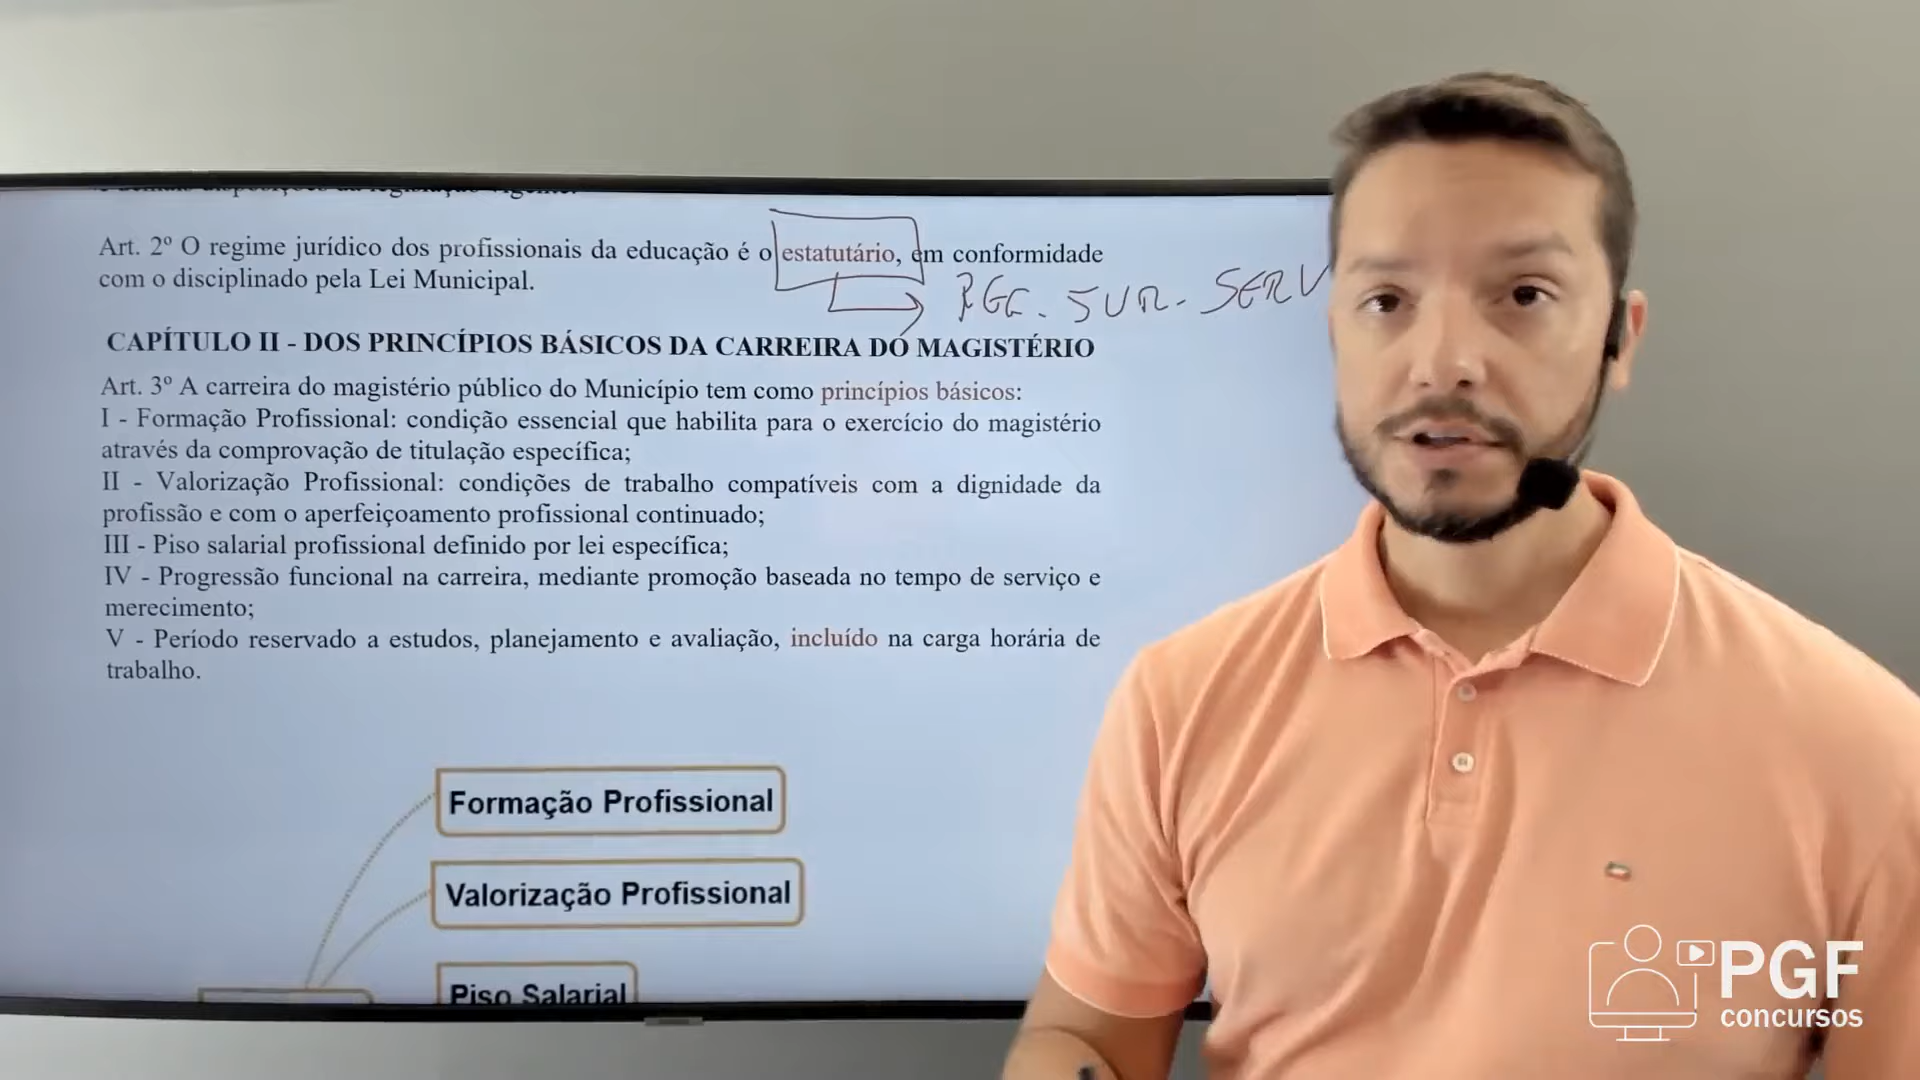 Art. 2º O regime jurídico dos profissionais da educação é o estatutário, em conformidade
com o disciplinado pela Lei Municipal.
SERV
CAPÍTULO II - DOS PRINCÍPIOS BÁSICOS DA CARREIRA DO MAGISTÉRIO
Art. 3º A carreira do magistério público do Município tem como princípios básicos:
I - Formação Profissional: condição essencial que habilita para o exercício do magistério
através da comprovação de titulação específica;
II - Valorização Profissional: condições de trabalho compatíveis com a dignidade da
profissão e com o aperfeiçoamento profissional continuado;
III - Piso salarial profissional definido por lei específica;
IV - Progressão funcional na carreira, mediante promoção baseada no tempo de serviço e
merecimento;
V - Período reservado a estudos, planejamento e avaliação, incluído na carga horária de
trabalho.
Formação Profissional
Valorização Profissional
Piso Salarial
PGF
concursos